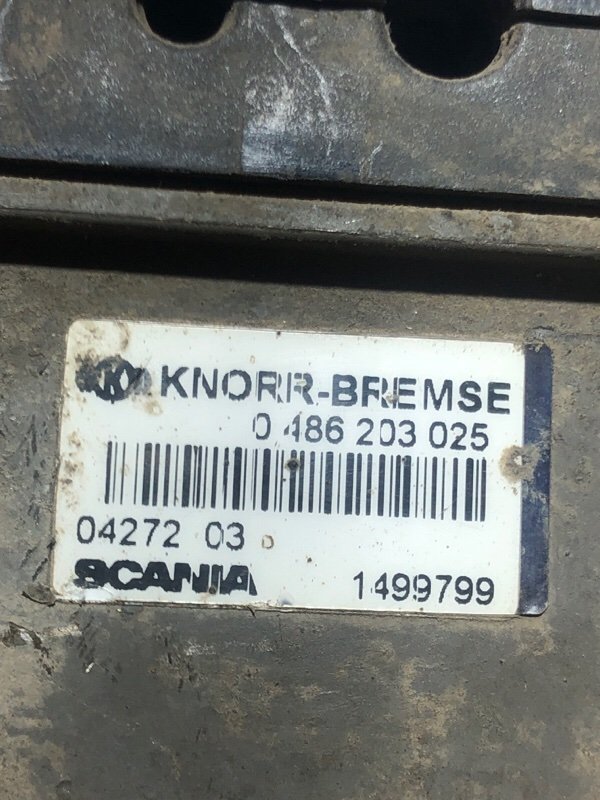 KNORR-BREMSE
0 486 203 025
04272 03
SCANIA 1499799